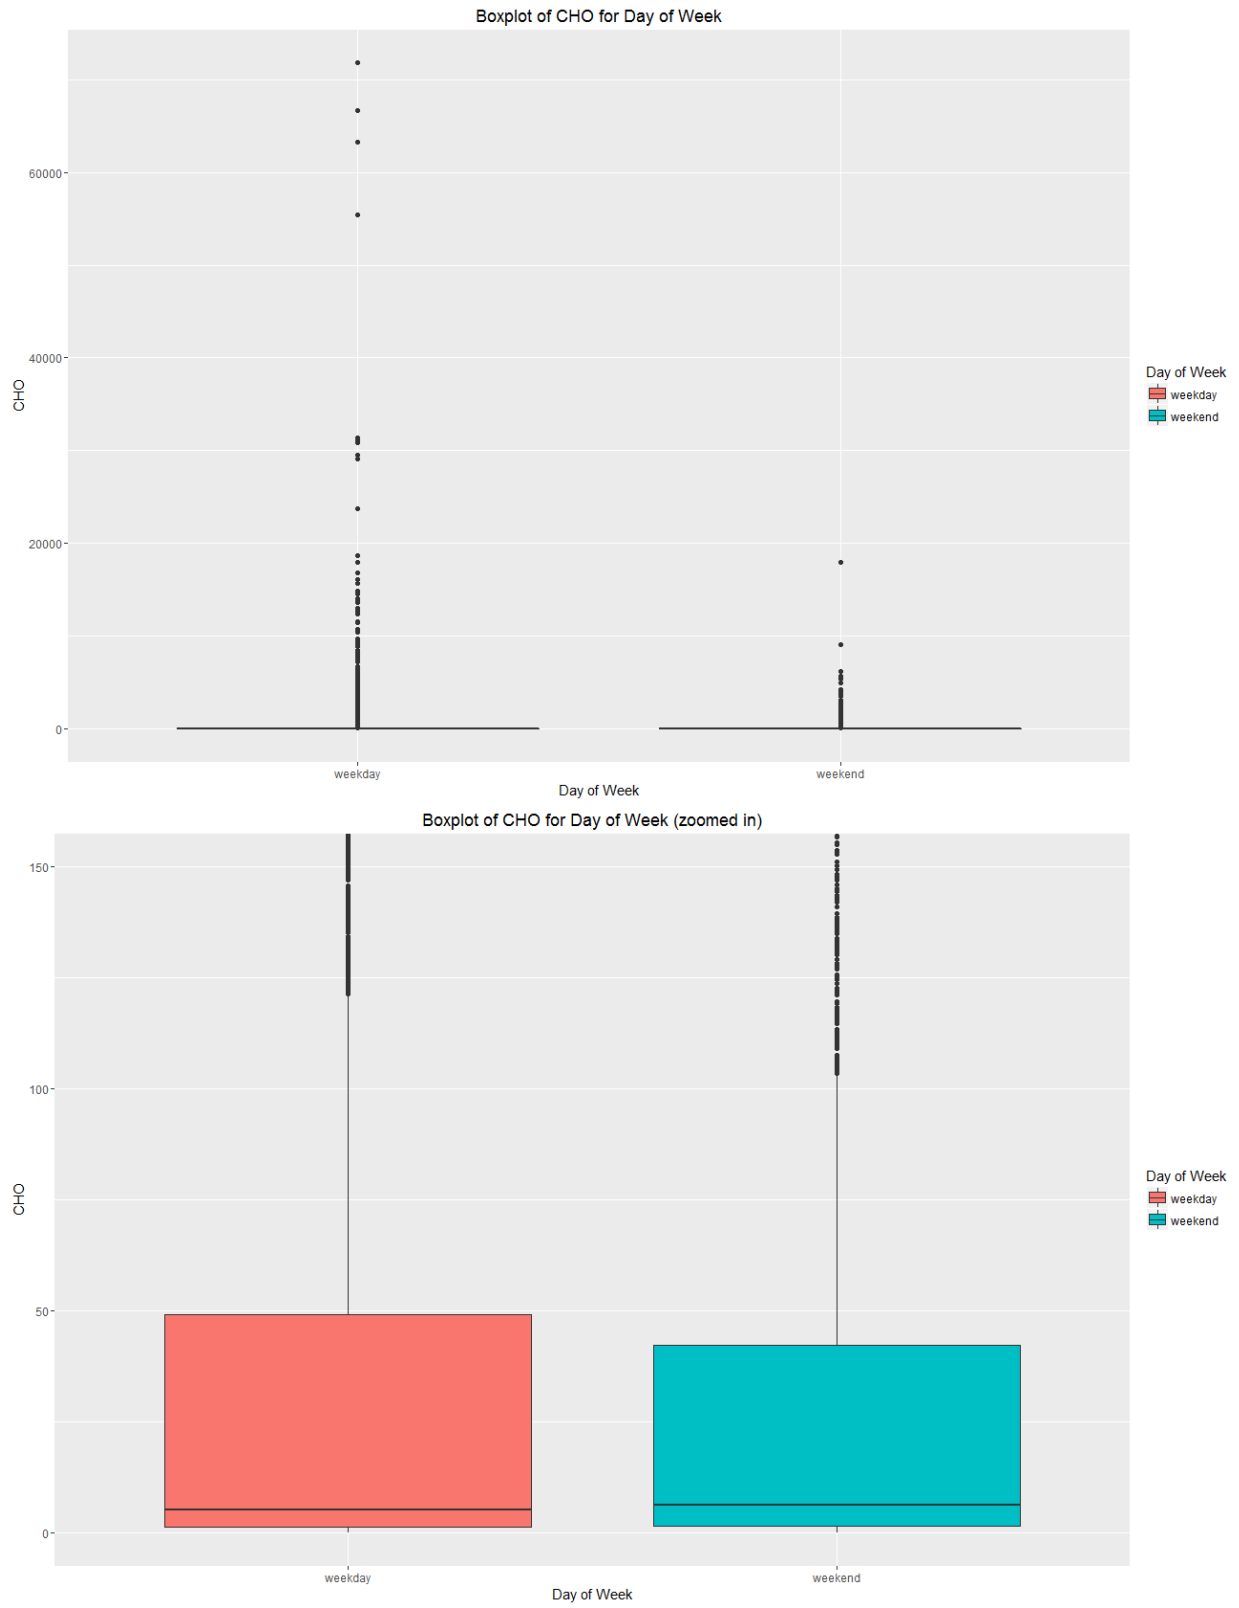 Boxplot of CHO for Day of Week
60000
40000
20000
0
CHO
weekday
weekend
Day of Week
Day of Week
weekday
weekend
Boxplot of CHO for Day of Week (zoomed in)
150
100
50
0
CHO
weekday
weekend
Day of Week
Day of Week
weekday
weekend